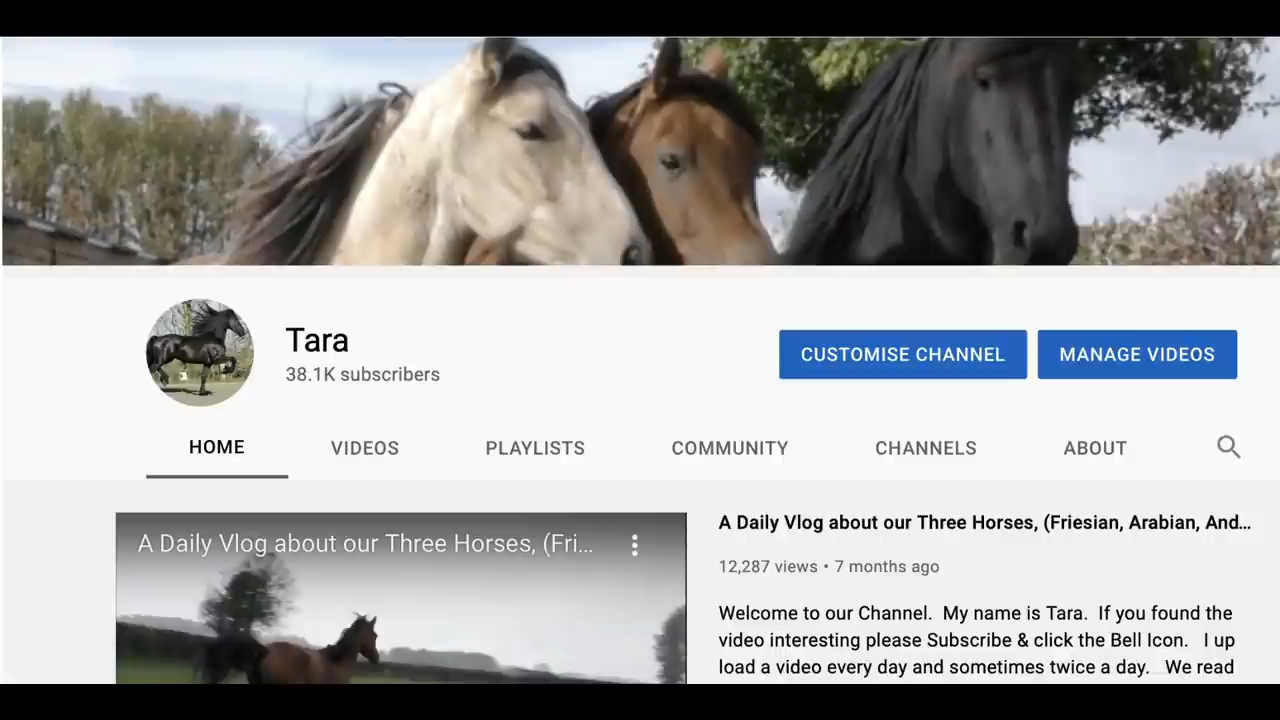 Tara
38.1K subscribers
CUSTOMISE CHANNEL
MANAGE VIDEOS
HOME
VIDEOS
PLAYLISTS
COMMUNITY
CHANNELS
ABOUT
A Daily Vlog about our Three Horses, (Fri...
A Daily Vlog about our Three Horses, (Friesian, Arabian, And...
12,287 views • 7 months ago
Welcome to our Channel. My name is Tara. If you found the
video interesting please Subscribe & click the Bell Icon. I up
load a video every day and sometimes twice a day. We read